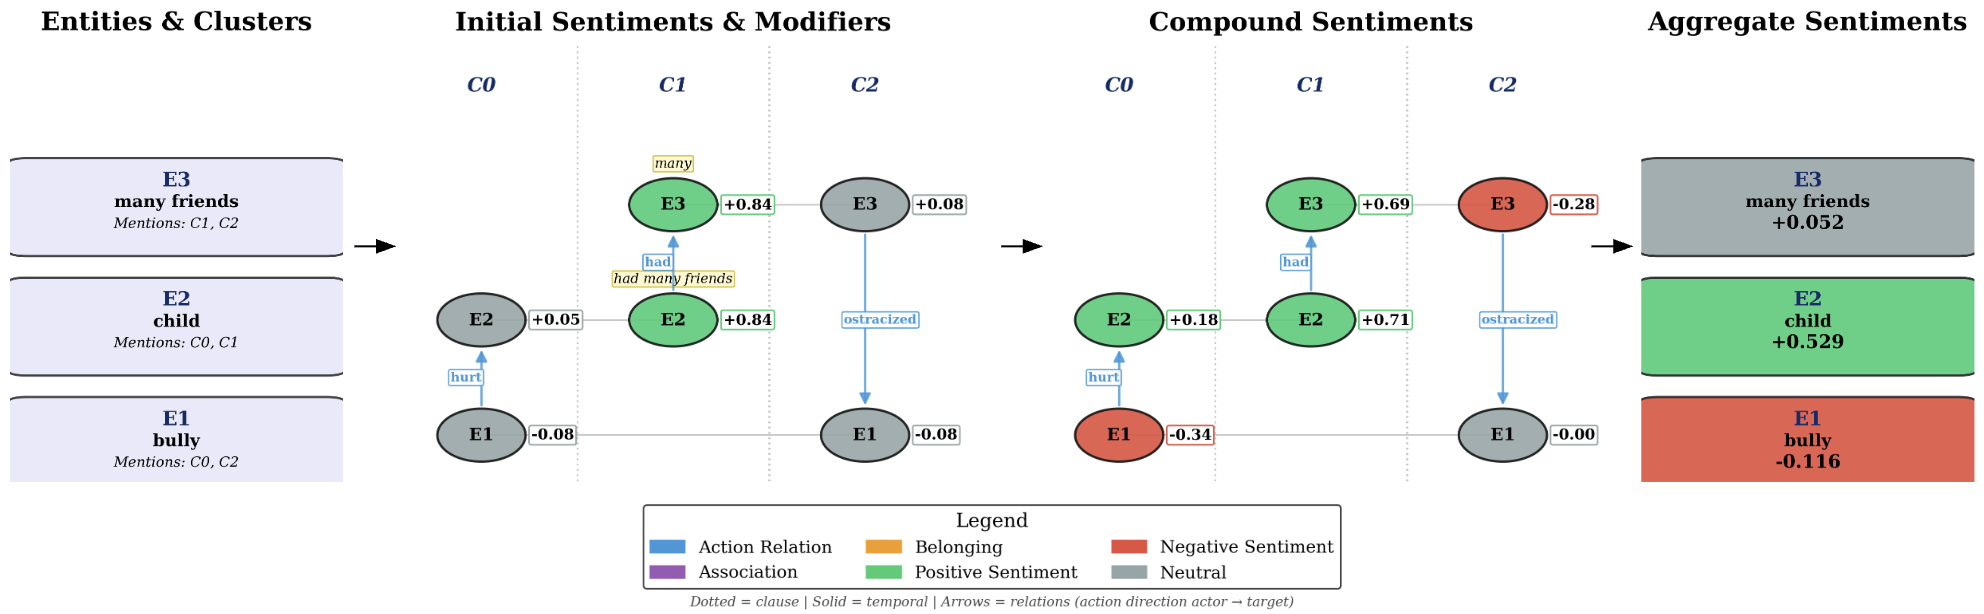 Entities & Clusters
Initial Sentiments & Modifiers
Compound Sentiments
Aggregate Sentiments
E3
many friends
Mentions: C1, C2
E2
child
Mentions: C0, C1
E1
bully
Mentions: C0, C2
C0
C1
C2
many
E3
+0.84
E3
+0.08
had
had many friends
E2
+0.05
E2
+0.84
ostracized
hurt
E1
-0.08
E1
-0.08
C0
C1
C2
E3
+0.69
E3
-0.28
had
E2
+0.18
E2
+0.71
ostracized
hurt
E1
-0.34
E1
-0.00
E3
many friends
+0.052
E2
child
+0.529
E1
bully
-0.116
Legend
Action Relation
Belonging
Negative Sentiment
Association
Positive Sentiment
Neutral
Dotted = clause | Solid = temporal | Arrows = relations (action direction actor → target)